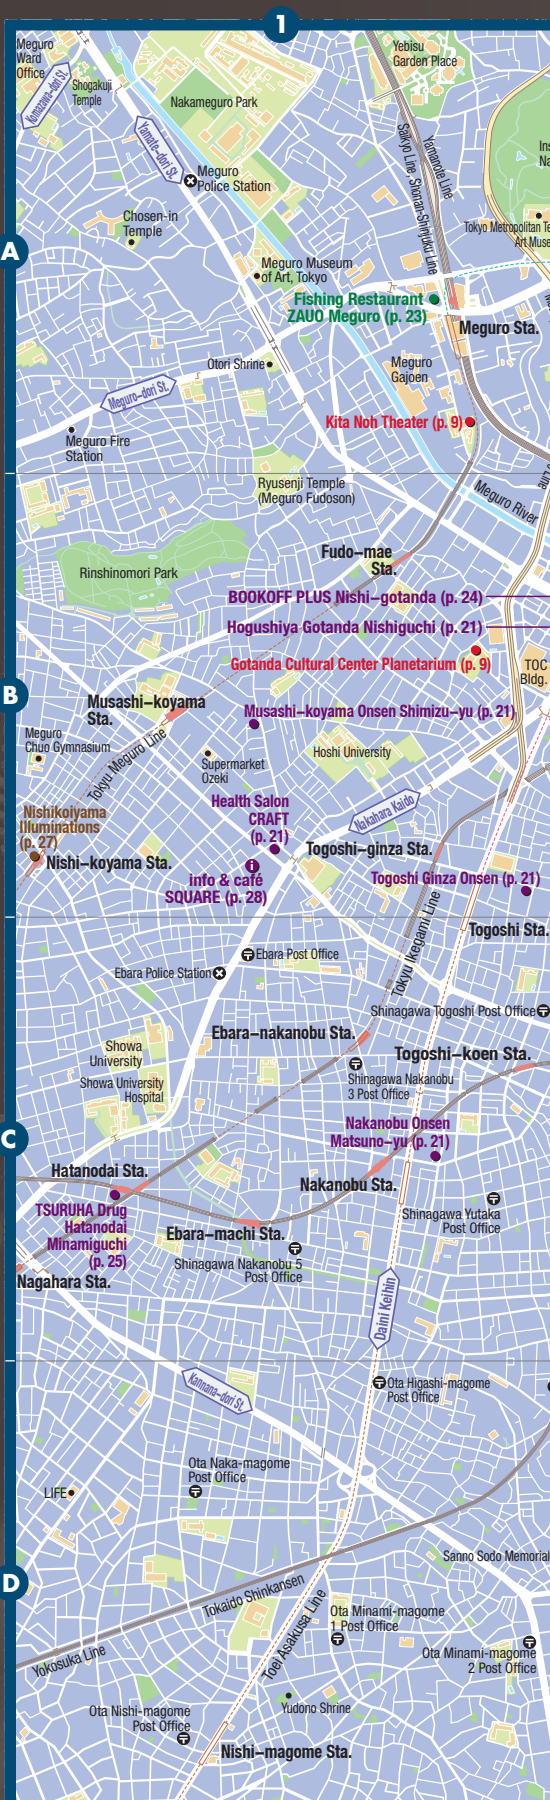 1
Meguro
Ward
Office
Yebisu
Garden Place
Komazawa-dori St.
Shogakuji
Temple
Nakameguro Park
Yamate-dori St.
Saikyo Line, Shonan-Shinjuku Line
Yamanote Line
Meguro
Police Station
Chosen-in
Temple
Tokyo Metropolitan Te
Art Muse
A
Meguro Museum
of Art, Tokyo
Fishing Restaurant
ZAUO Meguro (p. 23)
Meguro Sta.
Otori Shrine
Meguro
Gajoen
Meguro-dori St.
Kita Noh Theater (p. 9)
Meguro Fire
Station
Ryusenji Temple
(Meguro Fudoson)
Meguro River
Fudo-mae
Sta.
Rinshinomori Park
BOOKOFF PLUS Nishi-gotanda (p. 24)
Hogushiya Gotanda Nishiguchi (p. 21)
Gotanda Cultural Center Planetarium (p. 9)
TOC
Bldg.
B
Musashi-koyama
Sta.
Musashi-koyama Onsen Shimizu-yu (p. 21)
Meguro
Chuo Gymnasium
Tokyu Meguro Line
Supermarket
Ozeki
Hoshi University
Nishikoiyama
Illuminations
(p. 27)
Health Salon
CRAFT
(p. 21)
Nakahara Kaido
Nishi-koyama Sta.
Togoshi-ginza Sta.
info & café
SQUARE (p. 28)
Togoshi Ginza Onsen (p. 21)
Togoshi Sta.
Tokyu Ikegami Line
Ebara Post Office
Ebara Police Station
Shinagawa Togoshi Post Office
Ebara-nakanobu Sta.
Showa
University
Togoshi-koen Sta.
Showa University
Hospital
Shinagawa Nakanobu
3 Post Office
C
Nakanobu Onsen
Matsuno-yu (p. 21)
Hatanodai Sta.
Nakanobu Sta.
TSURUHA Drug
Hatanodai
Minamiguchi
(p. 25)
Shinagawa Yutaka
Post Office
Ebara-machi Sta.
Shinagawa Nakanobu 5
Post Office
Nagahara Sta.
Daini Keihin
Kannana-dori St.
Ota Higashi-magome
Post Office
Ota Naka-magome
Post Office
LIFE
Sanno Sodo Memorial
D
Tokaido Shinkansen
Yokosuka Line
Toei Asakusa Line
Ota Minami-magome
1 Post Office
Ota Minami-magome
2 Post Office
Ota Nishi-magome
Post Office
Yudono Shrine
Nishi-magome Sta.